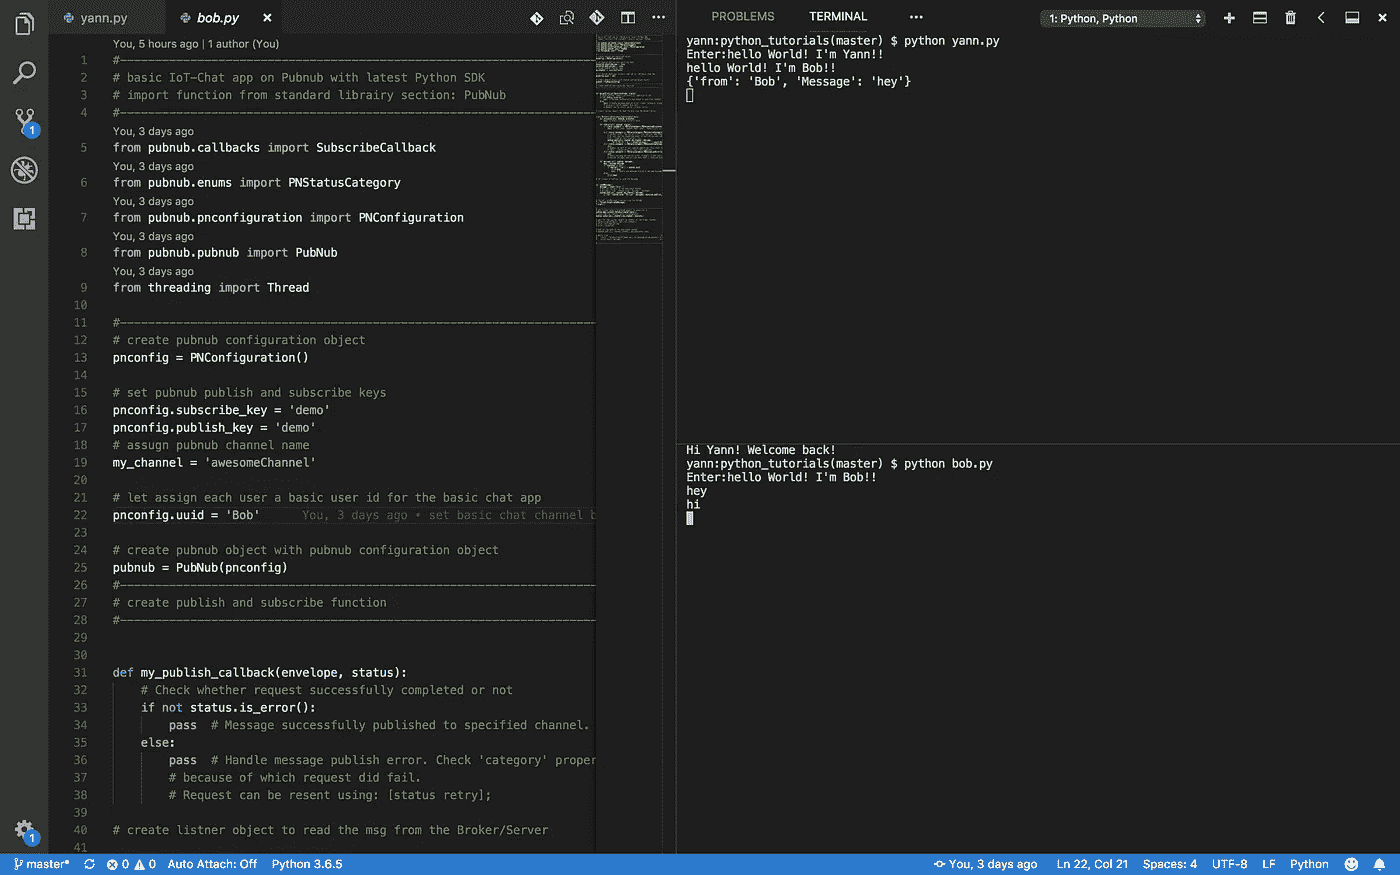 yann.py
bob.py
You, 5 hours ago | 1 author (You)
1 #
2 # basic IoT-Chat app on Pubnub with latest Python SDK
3 # import function from standard librairy section: PubNub
4 #
You, 3 days ago
5 from pubnub.callbacks import SubscribeCallback
You, 3 days ago
6 from pubnub.enums import PNStatusCategory
You, 3 days ago
7 from pubnub.pnconfiguration import PNConfiguration
You, 3 days ago
8 from pubnub.pubnub import PubNub
You, 3 days ago
9 from threading import Thread
10
11 #
12 # create pubnub configuration object
13 pnconfig = PNConfiguration()
14
15 # set pubnub publish and subscribe keys
16 pnconfig.subscribe_key = 'demo'
17 pnconfig.publish_key = 'demo'
18 # assign pubnub channel name
19 my_channel = 'awesomeChannel'
20
21 # let assign each user a basic user id for the basic chat app
22 pnconfig.uuid = 'Bob' You, 3 days ago • set basic chat channel b
23
24 # create pubnub object with pubnub configuration object
25 pubnub = PubNub(pnconfig)
26 #
27 # create publish and subscribe function
28 #
29
30
31 def my_publish_callback(envelope, status):
32 # Check whether request successfully completed or not
33 if not status.is_error():
34 pass # Message successfully published to specified channel.
35 else:
36 pass # Handle message publish error. Check 'category' proper
37 # because of which request did fail.
38 # Request can be resent using: [status retry];
39
40 # create listner object to read the msg from the Broker/Server
41
PROBLEMS
TERMINAL
1: Python, Python
yann:python_tutorials(master) $ python yann.py
Enter:hello World! I'm Yann!!
hello World! I'm Bob!!
{'from': 'Bob', 'Message': 'hey'}
Hi Yann! Welcome back!
yann:python_tutorials(master) $ python bob.py
Enter:hello World! I'm Bob!!
hey
hi
1
1
master* 0 0 Auto Attach: Off Python 3.6.5
You, 3 days ago Ln 22, Col 21 Spaces: 4 UTF-8 LF Python